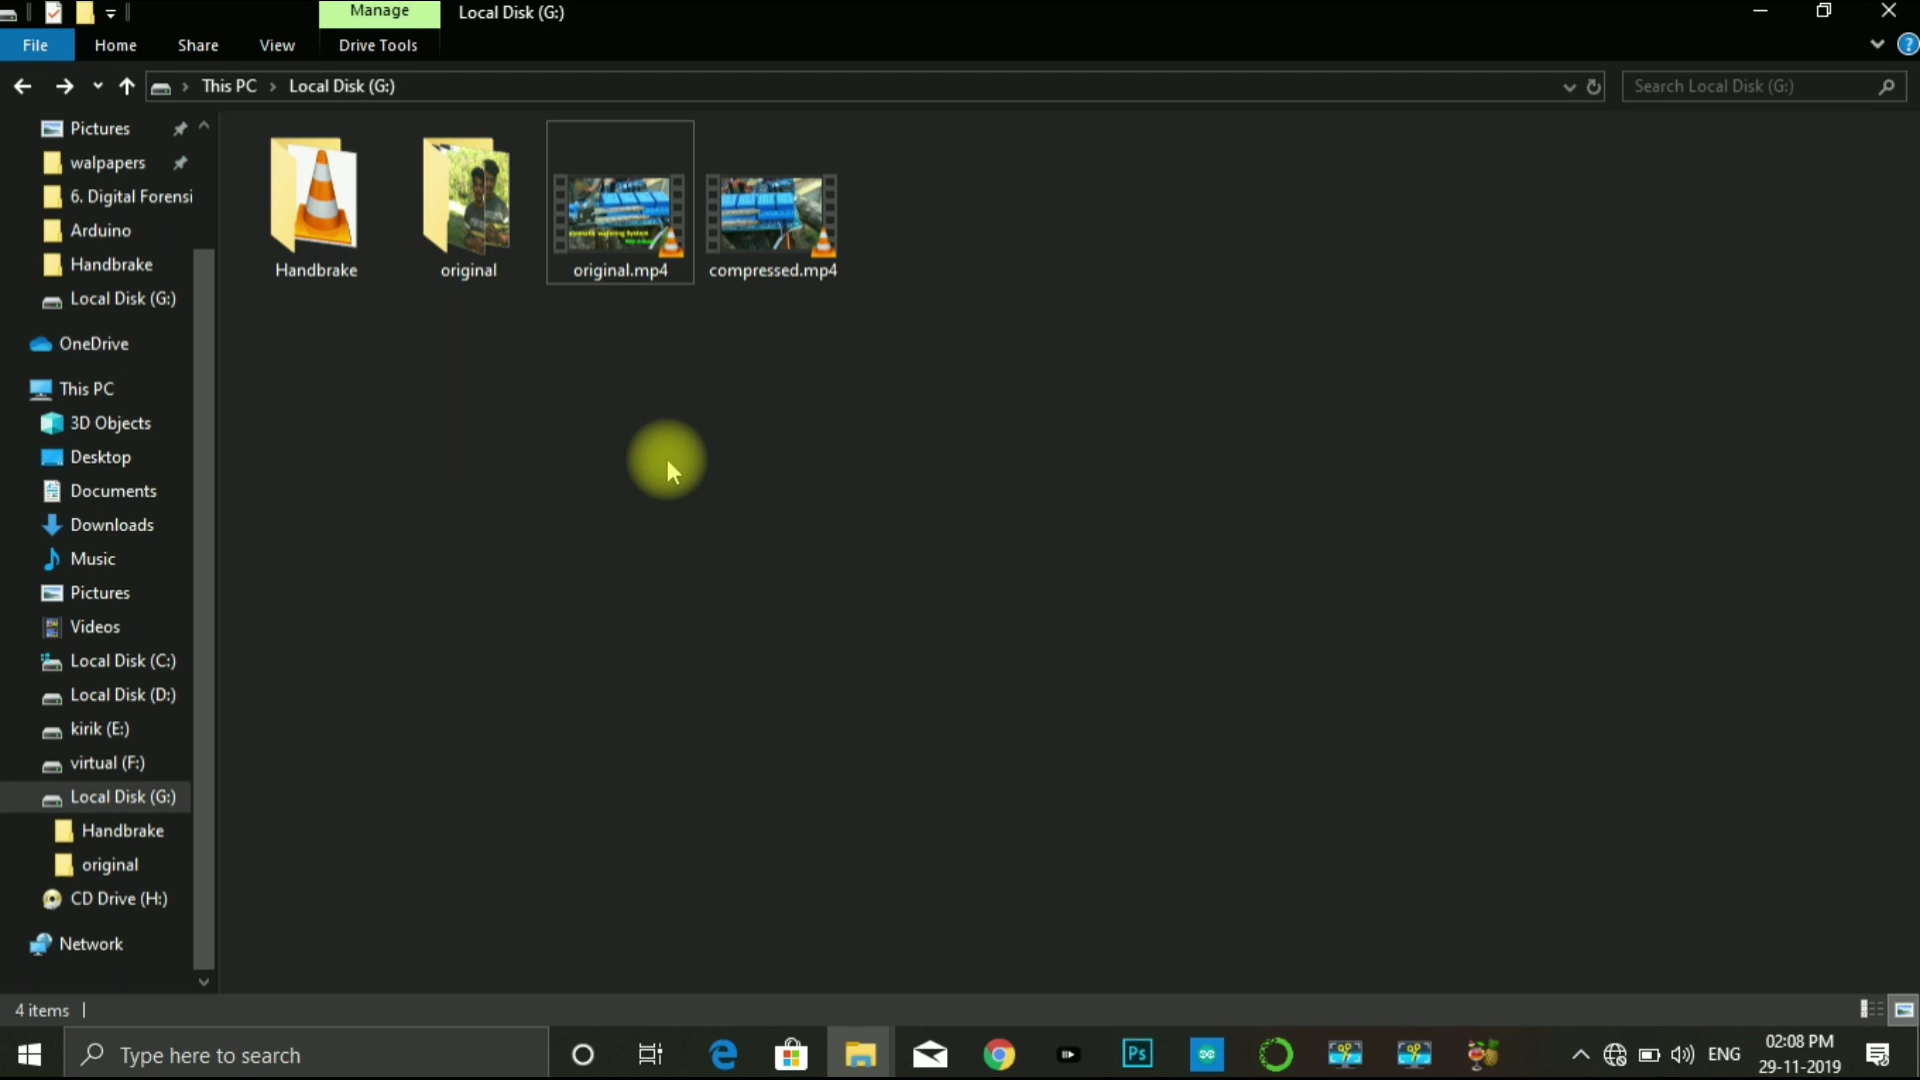 Manage
Local Disk (G:)
File
Home
Share
View
Drive Tools
This PC
Local Disk (G:)
Search Local Disk (G:)
Pictures
walpapers
6. Digital Forensi
Arduino
Handbrake
Local Disk (G:)
OneDrive
This PC
3D Objects
Desktop
Documents
Downloads
Music
Pictures
Videos
Local Disk (C:)
Local Disk (D:)
kirik (E:)
virtual (F:)
Local Disk (G:)
Handbrake
original
CD Drive (H:)
Network
Handbrake
original
original.mp4
compressed.mp4
4 items
Type here to search
Ps
ENG
02:08 PM
29-11-2019